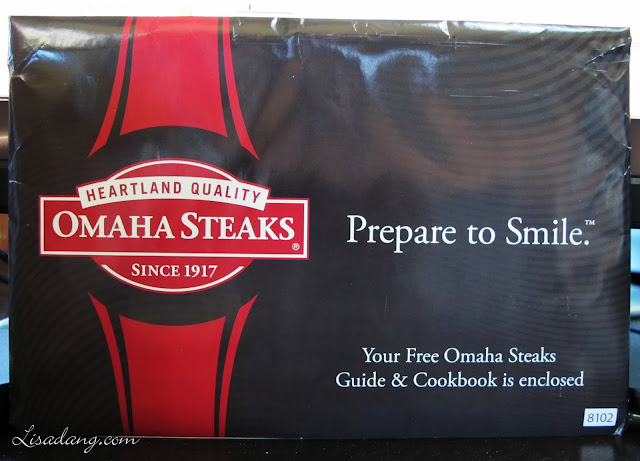 HEARTLAND QUALITY
OMAHA STEAKS®
SINCE 1917
Prepare to Smile.™
Your Free Omaha Steaks
Guide & Cookbook is enclosed
8102
Lisadang.com